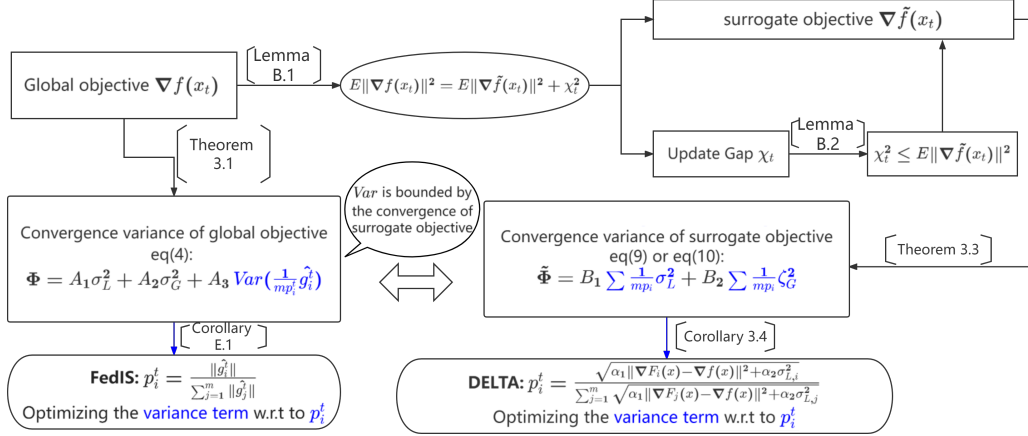 surrogate objective ∇f̃(x_t)
Lemma
B.1
Global objective ∇f(x_t)
E‖∇f(x_t)‖² = E‖∇f̃(x_t)‖² + χ_t²
Theorem
3.1
Update Gap χ_t
Lemma
B.2
χ_t² ≤ E‖∇f̃(x_t)‖²
Var is bounded by
the convergence of
surrogate objective
Convergence variance of global objective
eq(4):
Φ = A₁σ_L² + A₂σ_G² + A₃ Var(1/(mp_i^t) ĝ_i^t)
Convergence variance of surrogate objective
eq(9) or eq(10):
Φ̃ = B₁ ∑ 1/(mp_i) σ_L² + B₂ ∑ 1/(mp_i) ζ_G²
Theorem 3.3
Corollary
E.1
Corollary 3.4
FedIS: p_i^t = ‖ĝ_i^t‖ / ∑_{j=1}^m ‖ĝ_j^t‖
Optimizing the variance term w.r.t to p_i^t
DELTA: p_i^t = √(α₁‖∇F_i(x)−∇f(x)‖²+α₂σ_{L,i}²) / ∑_{j=1}^m √(α₁‖∇F_j(x)−∇f(x)‖²+α₂σ_{L,j}²)
Optimizing the variance term w.r.t to p_i^t